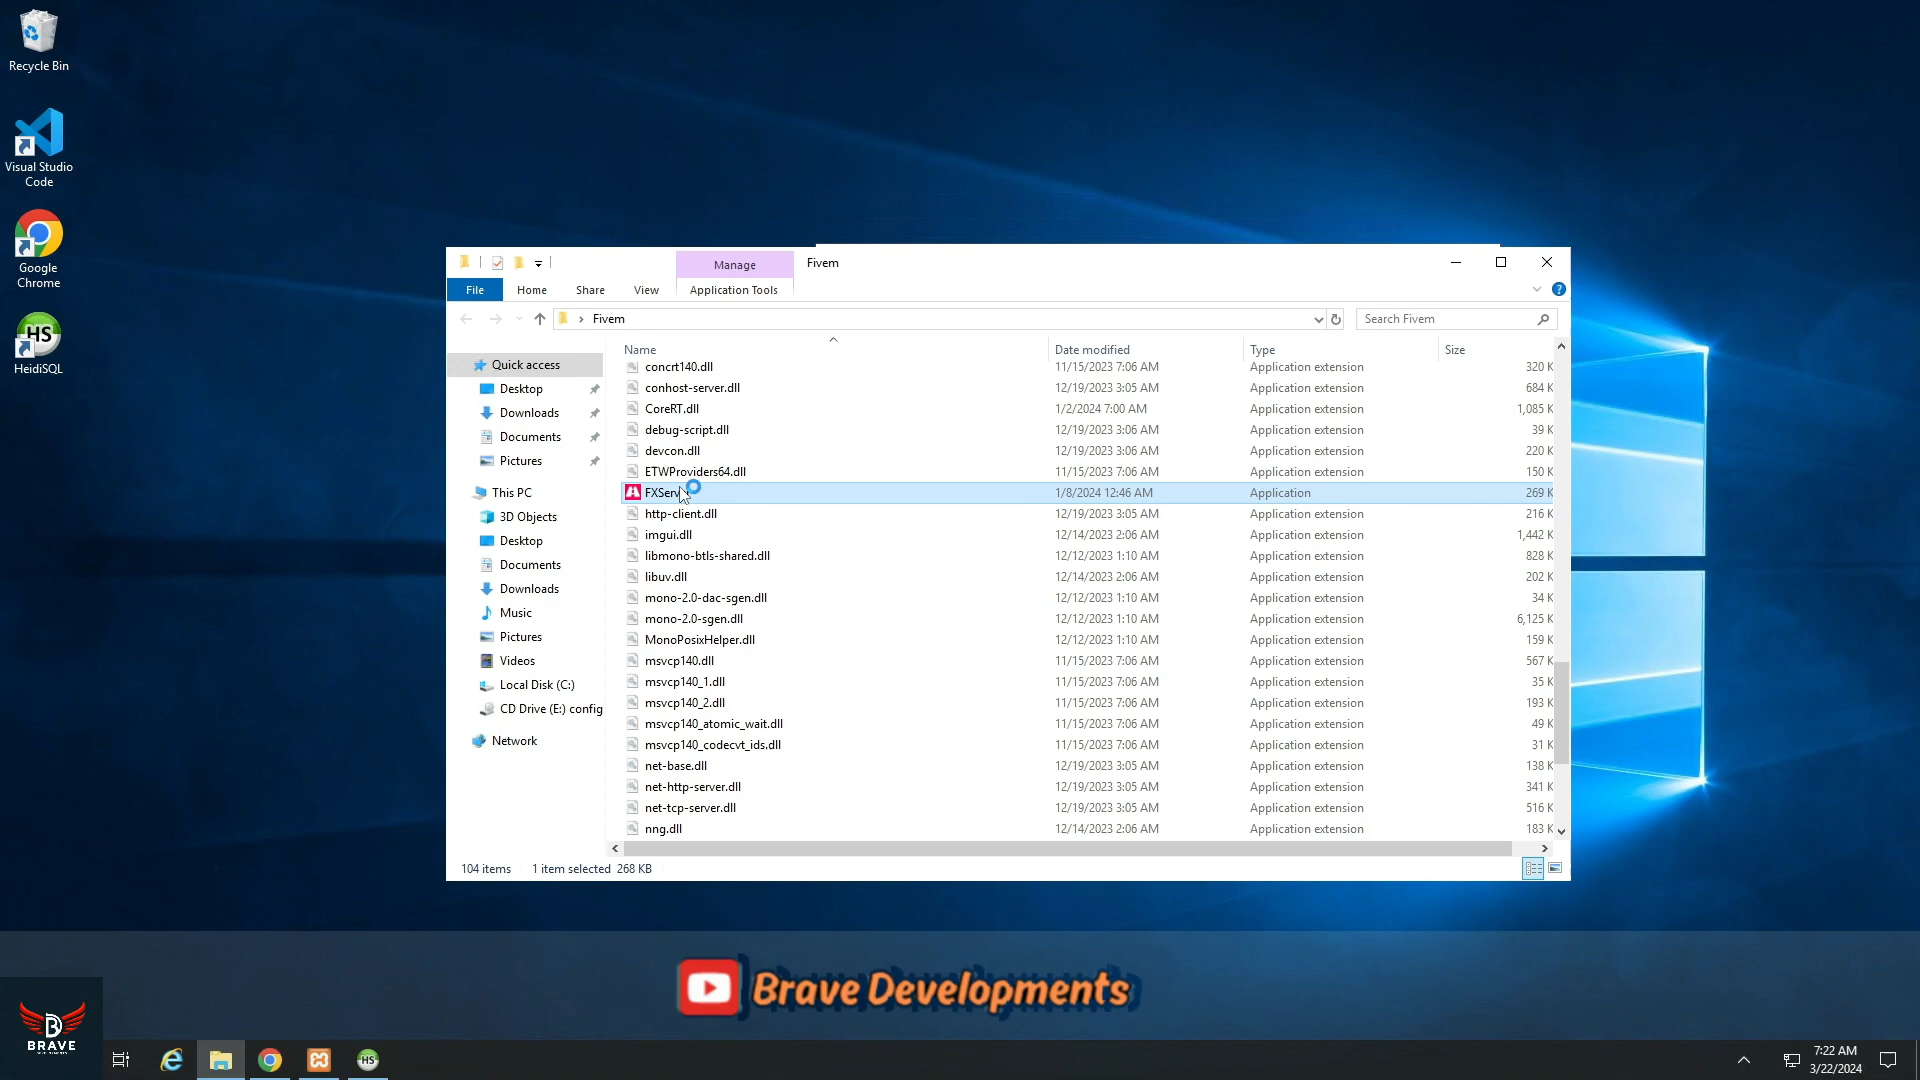 Recycle Bin
Visual Studio
Code
Google
Chrome
HS
HeidiSQL
Manage
Fivem
File
Home
Share
View
Application Tools
Fivem
Search Fivem
Quick access
Desktop
Downloads
Documents
Pictures
This PC
3D Objects
Desktop
Documents
Downloads
Music
Pictures
Videos
Local Disk (C:)
CD Drive (E:) config
Network
Name Date modified Type Size
concrt140.dll 11/15/2023 7:06 AM Application extension 320 K
conhost-server.dll 12/19/2023 3:05 AM Application extension 684 K
CoreRT.dll 1/2/2024 7:00 AM Application extension 1,085 K
debug-script.dll 12/19/2023 3:06 AM Application extension 39 K
devcon.dll 12/19/2023 3:06 AM Application extension 220 K
ETWProviders64.dll 11/15/2023 7:06 AM Application extension 150 K
1/8/2024 12:46 AM Application 269 K
http-client.dll 12/19/2023 3:05 AM Application extension 216 K
imgui.dll 12/14/2023 2:06 AM Application extension 1,442 K
libmono-btls-shared.dll 12/12/2023 1:10 AM Application extension 828 K
libuv.dll 12/14/2023 2:06 AM Application extension 202 K
mono-2.0-dac-sgen.dll 12/12/2023 1:10 AM Application extension 34 K
mono-2.0-sgen.dll 12/12/2023 1:10 AM Application extension 6,125 K
MonoPosixHelper.dll 12/12/2023 1:10 AM Application extension 159 K
msvcp140.dll 11/15/2023 7:06 AM Application extension 567 K
msvcp140_1.dll 11/15/2023 7:06 AM Application extension 35 K
msvcp140_2.dll 11/15/2023 7:06 AM Application extension 193 K
msvcp140_atomic_wait.dll 11/15/2023 7:06 AM Application extension 49 K
msvcp140_codecvt_ids.dll 11/15/2023 7:06 AM Application extension 31 K
net-base.dll 12/19/2023 3:05 AM Application extension 138 K
net-http-server.dll 12/19/2023 3:05 AM Application extension 341 K
net-tcp-server.dll 12/19/2023 3:05 AM Application extension 516 K
nng.dll 12/14/2023 2:06 AM Application extension 183 K
104 items 1 item selected 268 KB
Brave Developments
BRAVE
HS
7:22 AM
3/22/2024